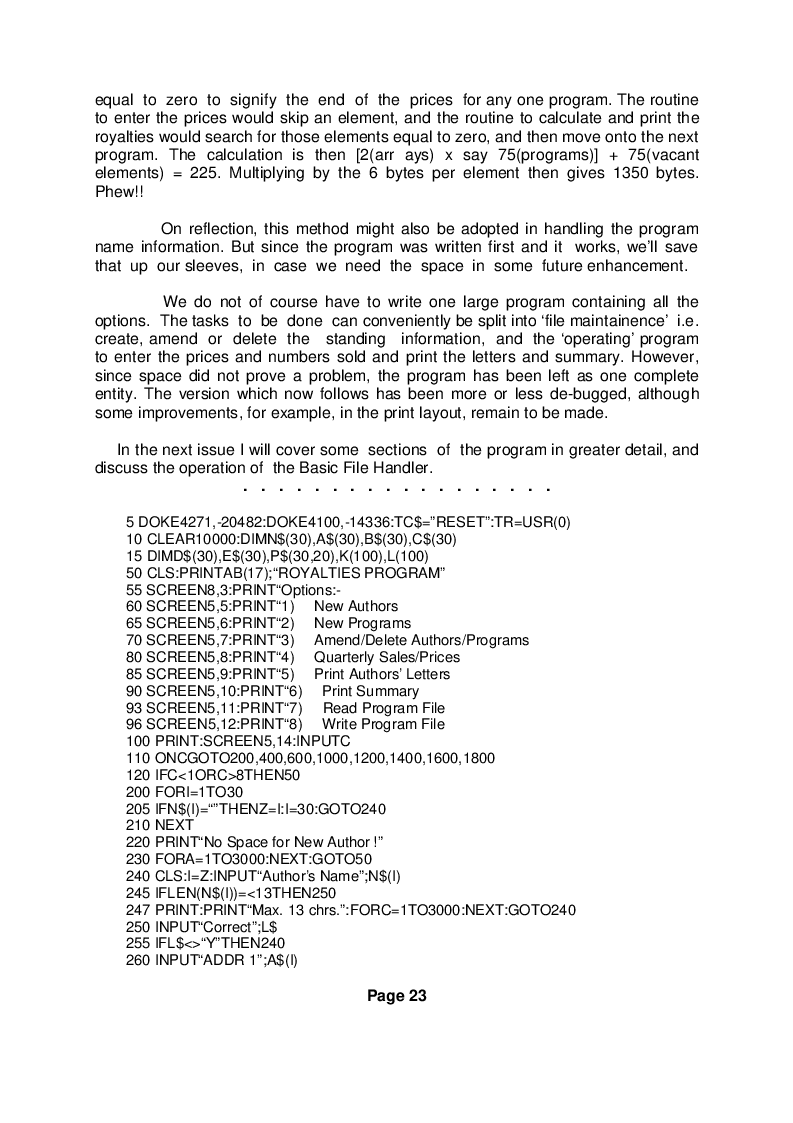 equal to zero to signify the end of the prices for any one program. The routine
to enter the prices would skip an element, and the routine to calculate and print the
royalties would search for those elements equal to zero, and then move onto the next
program. The calculation is then [2(arr ays) x say 75(programs)] + 75(vacant
elements) = 225. Multiplying by the 6 bytes per element then gives 1350 bytes.
Phew!!
On reflection, this method might also be adopted in handling the program
name information. But since the program was written first and it works, we'll save
that up our sleeves, in case we need the space in some future enhancement.
We do not of course have to write one large program containing all the
options. The tasks to be done can conveniently be split into ‘file maintainence’ i.e.
create, amend or delete the standing information, and the ‘operating’ program
to enter the prices and numbers sold and print the letters and summary. However,
since space did not prove a problem, the program has been left as one complete
entity. The version which now follows has been more or less de-bugged, although
some improvements, for example, in the print layout, remain to be made.
In the next issue I will cover some sections of the program in greater detail, and
discuss the operation of the Basic File Handler.
. . . . . . . . . . . . . . . . . .
5 DOKE4271,-20482:DOKE4100,-14336:TC$=”RESET”:TR=USR(0)
10 CLEAR10000:DIMN$(30),A$(30),B$(30),C$(30)
15 DIMD$(30),E$(30),P$(30,20),K(100),L(100)
50 CLS:PRINTAB(17);“ROYALTIES PROGRAM”
55 SCREEN8,3:PRINT“Options:-
60 SCREEN5,5:PRINT“1) New Authors
65 SCREEN5,6:PRINT“2) New Programs
70 SCREEN5,7:PRINT“3) Amend/Delete Authors/Programs
80 SCREEN5,8:PRINT“4) Quarterly Sales/Prices
85 SCREEN5,9:PRINT“5) Print Authors’ Letters
90 SCREEN5,10:PRINT“6) Print Summary
93 SCREEN5,11:PRINT“7) Read Program File
96 SCREEN5,12:PRINT“8) Write Program File
100 PRINT:SCREEN5,14:INPUTC
110 ONCGOTO200,400,600,1000,1200,1400,1600,1800
120 IFC<1ORC>8THEN50
200 FORI=1TO30
205 IFN$(I)=“”THENZ=I:I=30:GOTO240
210 NEXT
220 PRINT“No Space for New Author !”
230 FORA=1TO3000:NEXT:GOTO50
240 CLS:I=Z:INPUT“Author’s Name”;N$(I)
245 IFLEN(N$(I))=<13THEN250
247 PRINT:PRINT“Max. 13 chrs.”:FORC=1TO3000:NEXT:GOTO240
250 INPUT“Correct”;L$
255 IFL$<>“Y”THEN240
260 INPUT“ADDR 1”;A$(I)
Page 23